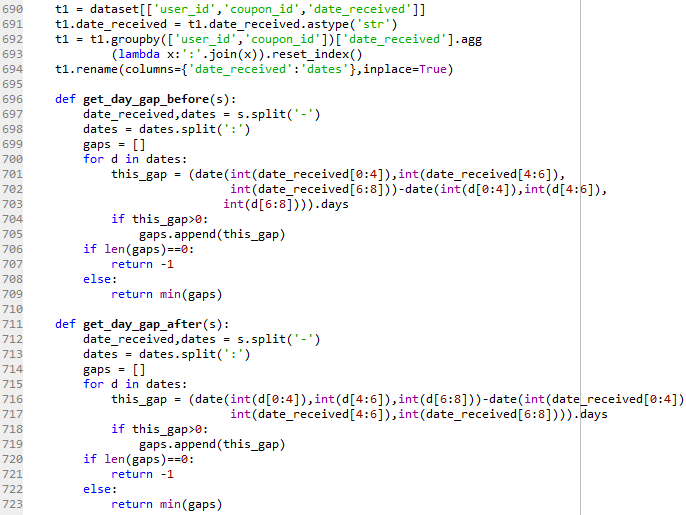 690 t1 = dataset[['user_id','coupon_id','date_received']]
691 t1.date_received = t1.date_received.astype('str')
692 t1 = t1.groupby(['user_id','coupon_id'])['date_received'].agg
693 (lambda x:':'.join(x)).reset_index()
694 t1.rename(columns={'date_received':'dates'},inplace=True)
695
696 def get_day_gap_before(s):
697 date_received,dates = s.split('-')
698 dates = dates.split(':')
699 gaps = []
700 for d in dates:
701 this_gap = (date(int(date_received[0:4]),int(date_received[4:6]),
702 int(date_received[6:8]))-date(int(d[0:4]),int(d[4:6]),
703 int(d[6:8]))).days
704 if this_gap>0:
705 gaps.append(this_gap)
706 if len(gaps)==0:
707 return -1
708 else:
709 return min(gaps)
710
711 def get_day_gap_after(s):
712 date_received,dates = s.split('-')
713 dates = dates.split(':')
714 gaps = []
715 for d in dates:
716 this_gap = (date(int(d[0:4]),int(d[4:6]),int(d[6:8]))-date(int(date_received[0:4])
717 int(date_received[4:6]),int(date_received[6:8]))).days
718 if this_gap>0:
719 gaps.append(this_gap)
720 if len(gaps)==0:
721 return -1
722 else:
723 return min(gaps)